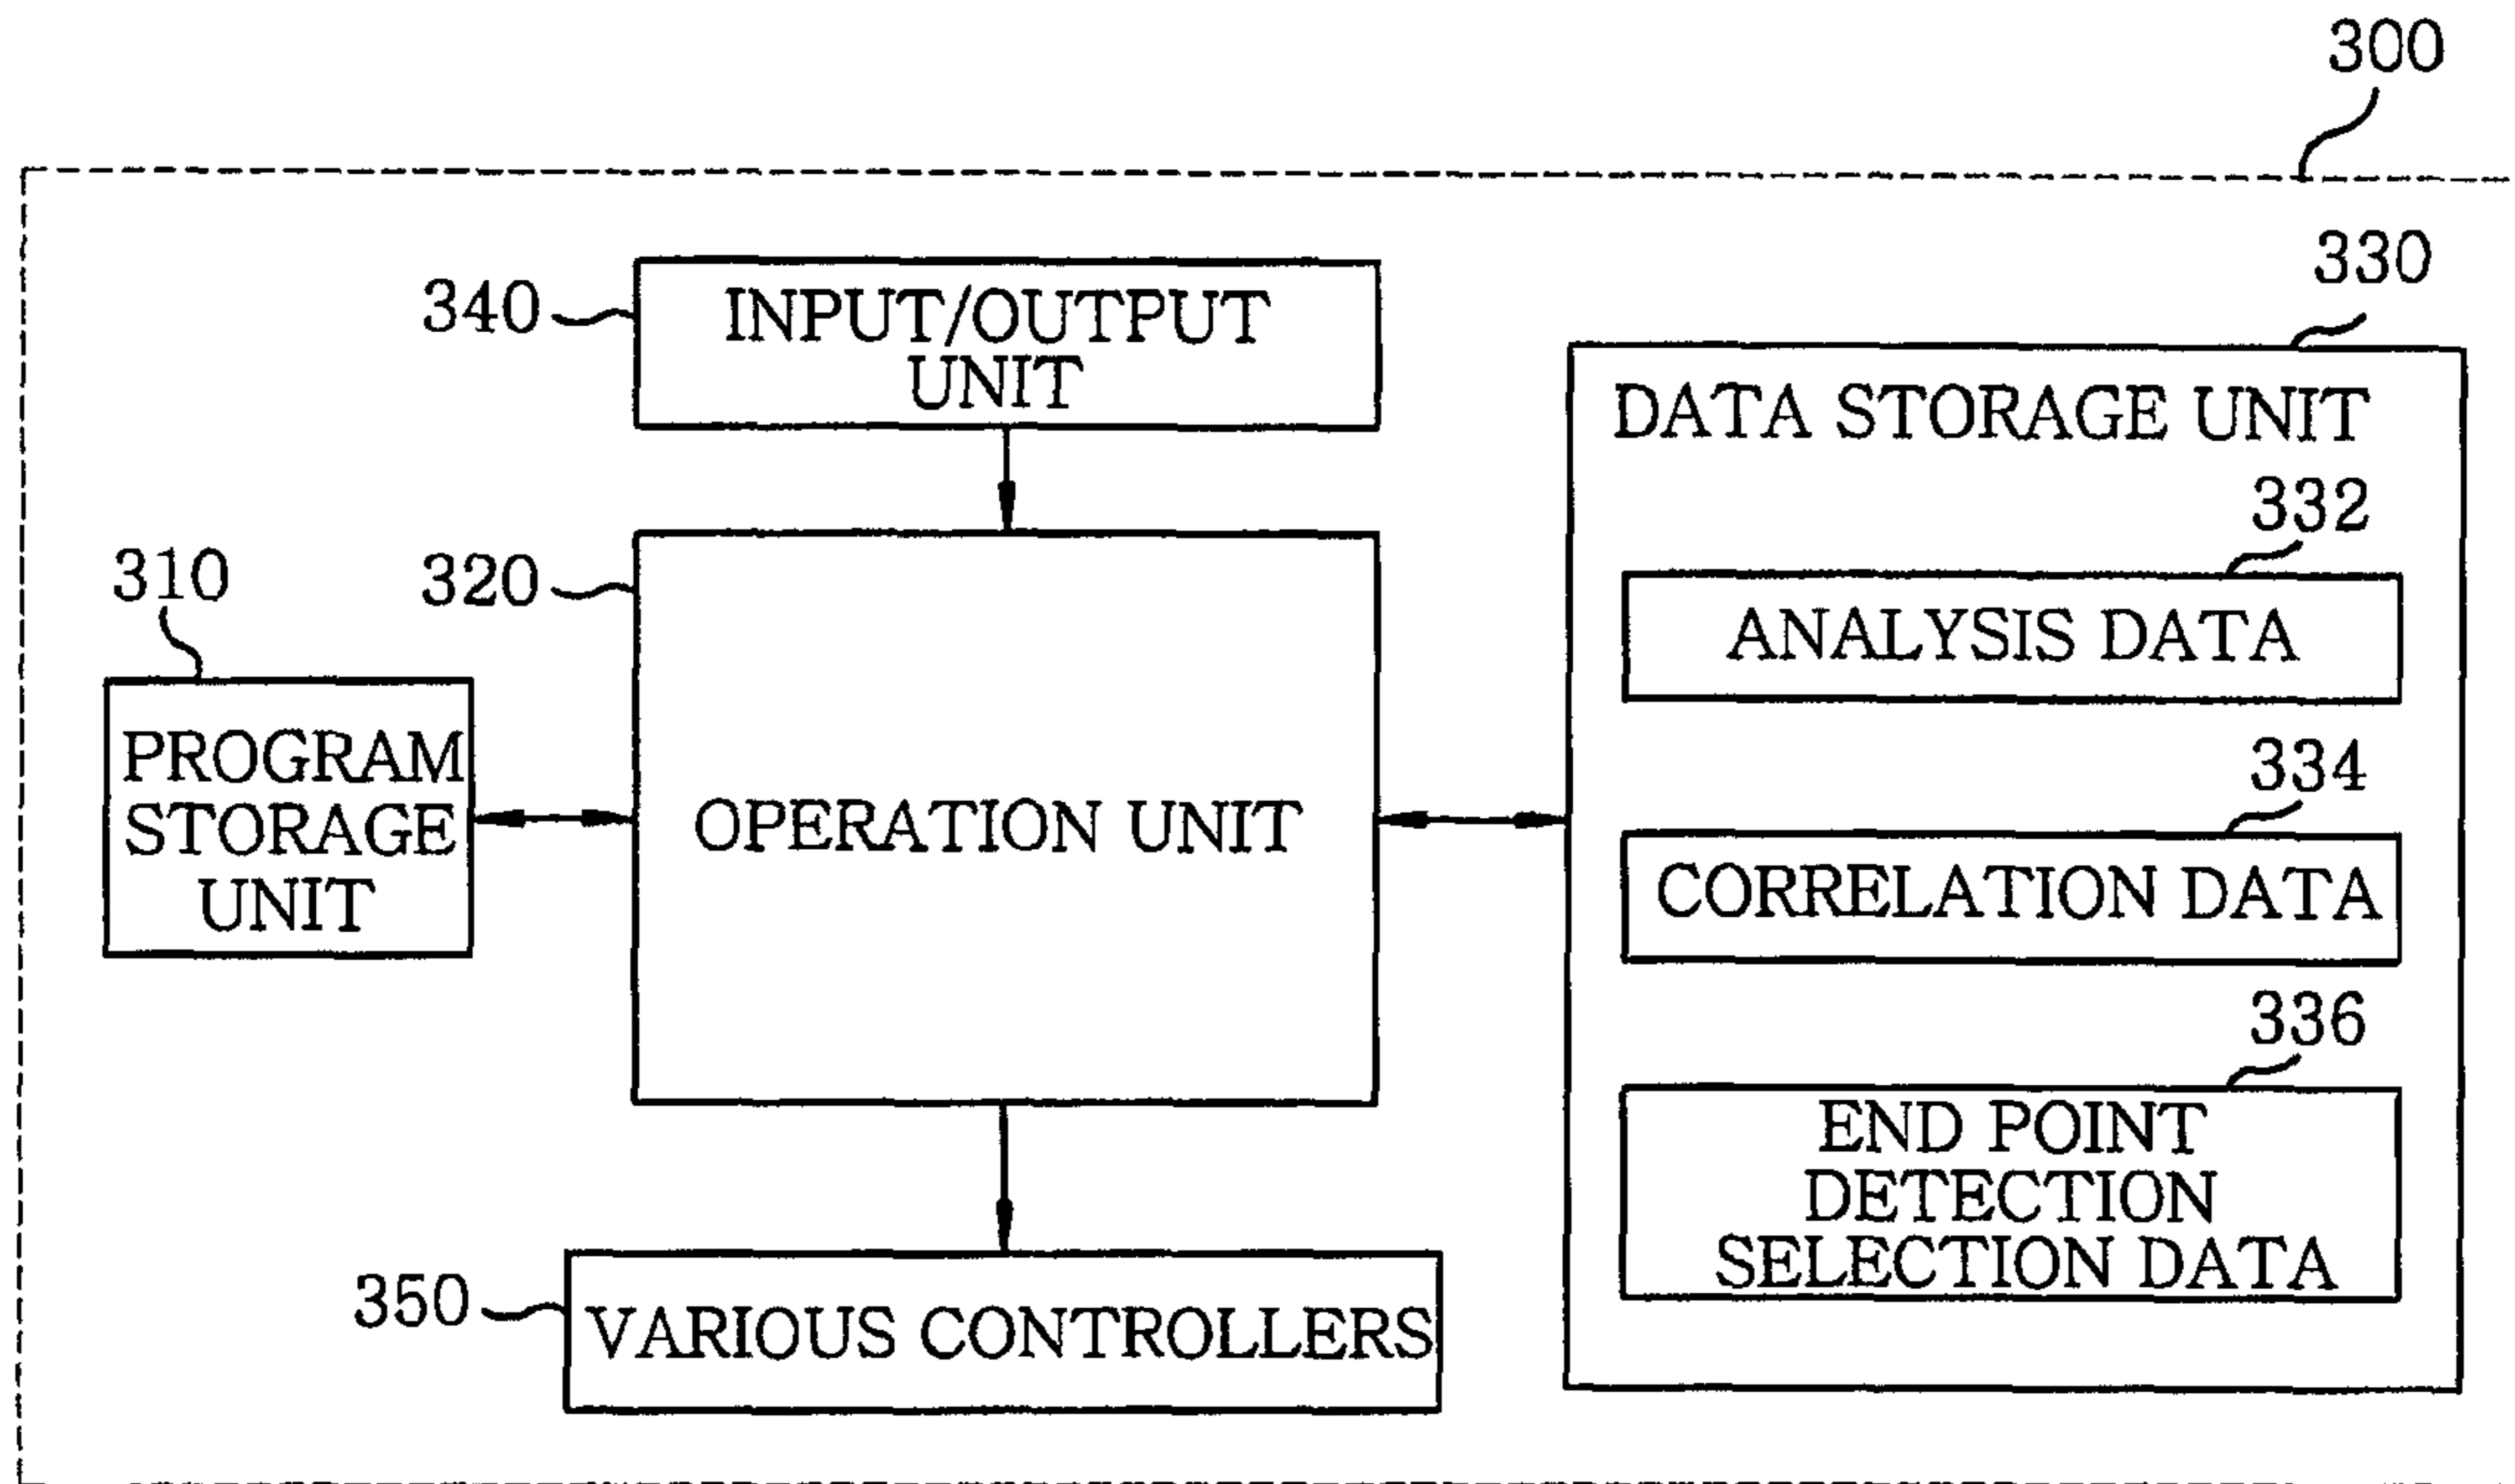 300
330
340
INPUT/OUTPUT
UNIT
DATA STORAGE UNIT
332
310
320
ANALYSIS DATA
PROGRAM
STORAGE
UNIT
OPERATION UNIT
334
CORRELATION DATA
336
END POINT
DETECTION
SELECTION DATA
350
VARIOUS CONTROLLERS